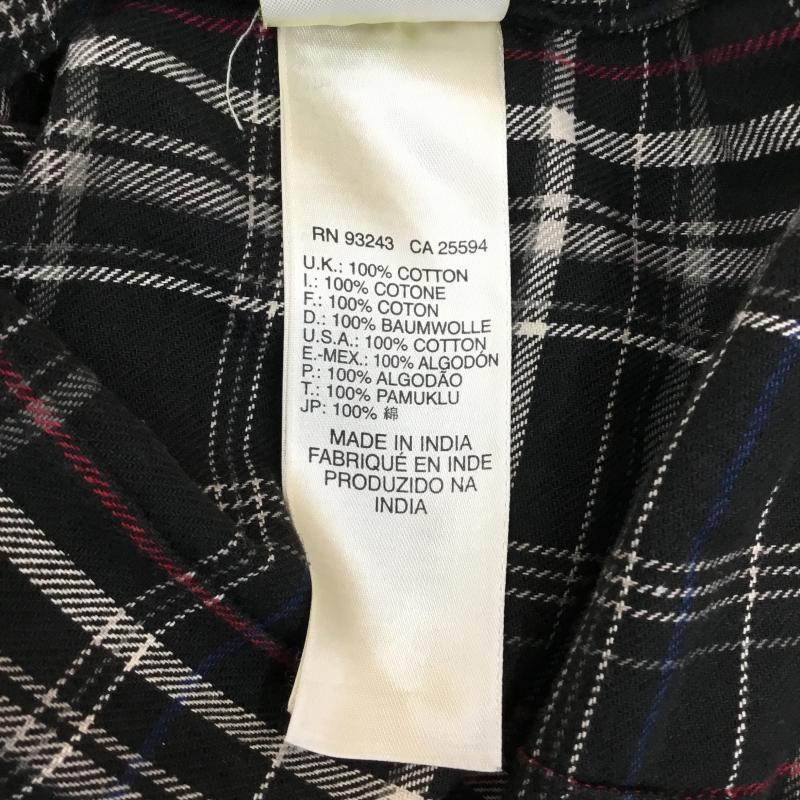 RN 93243 CA 25594
U.K.: 100% COTTON
I.: 100% COTONE
F.: 100% COTON
D.: 100% BAUMWOLLE
U.S.A.: 100% COTTON
E.-MEX.: 100% ALGODÓN
P.: 100% ALGODÃO
T.: 100% PAMUKLU
JP: 100% 綿
MADE IN INDIA
FABRIQUÉ EN INDE
PRODUZIDO NA
INDIA